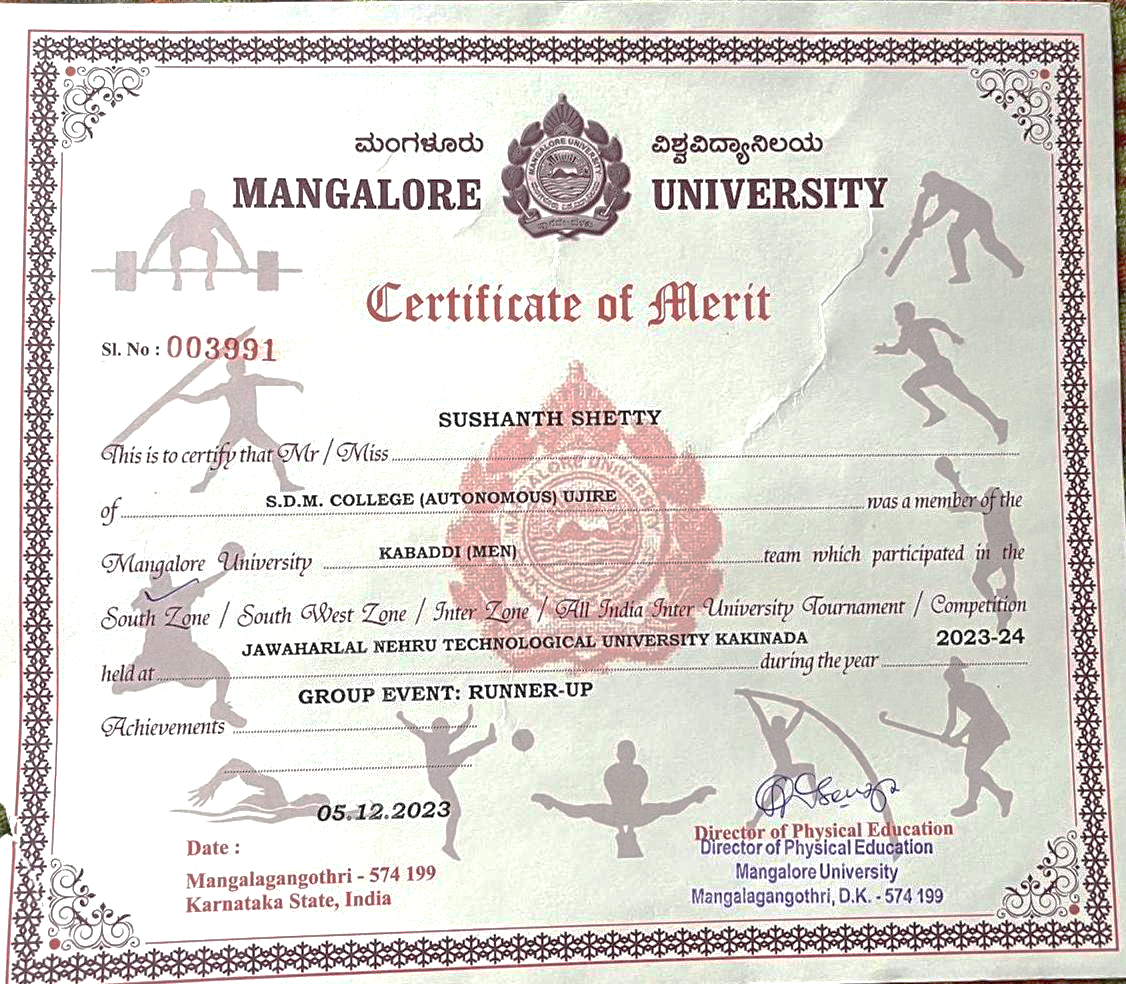 ಮಂಗಳೂರು ವಿಶ್ವವಿದ್ಯಾನಿಲಯ
MANGALORE UNIVERSITY
MANGALORE UNIVERSITY
Certificate of Merit
Sl. No : 003991
SUSHANTH SHETTY
This is to certify that Mr / Miss
S.D.M. COLLEGE (AUTONOMOUS) UJIRE
of was a member of the
KABADDI (MEN)
Mangalore University team which participated in the
South Zone / South West Zone / Inter Zone / All India Inter University Tournament / Competition
JAWAHARLAL NEHRU TECHNOLOGICAL UNIVERSITY KAKINADA 2023-24
held at during the year
GROUP EVENT: RUNNER-UP
Achievements
05.12.2023
Date :
Mangalagangothri - 574 199
Karnataka State, India
Director of Physical Education
Director of Physical Education
Mangalore University
Mangalagangothri, D.K. - 574 199